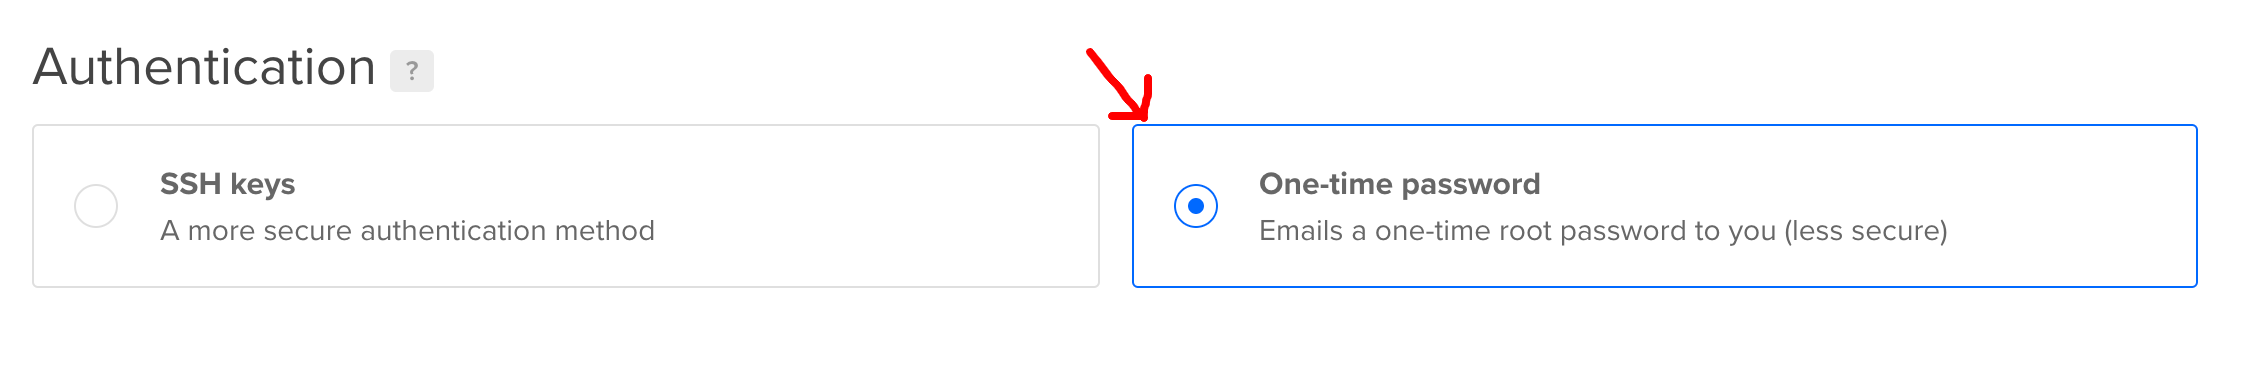 Authentication ?
SSH keys
A more secure authentication method
One-time password
Emails a one-time root password to you (less secure)